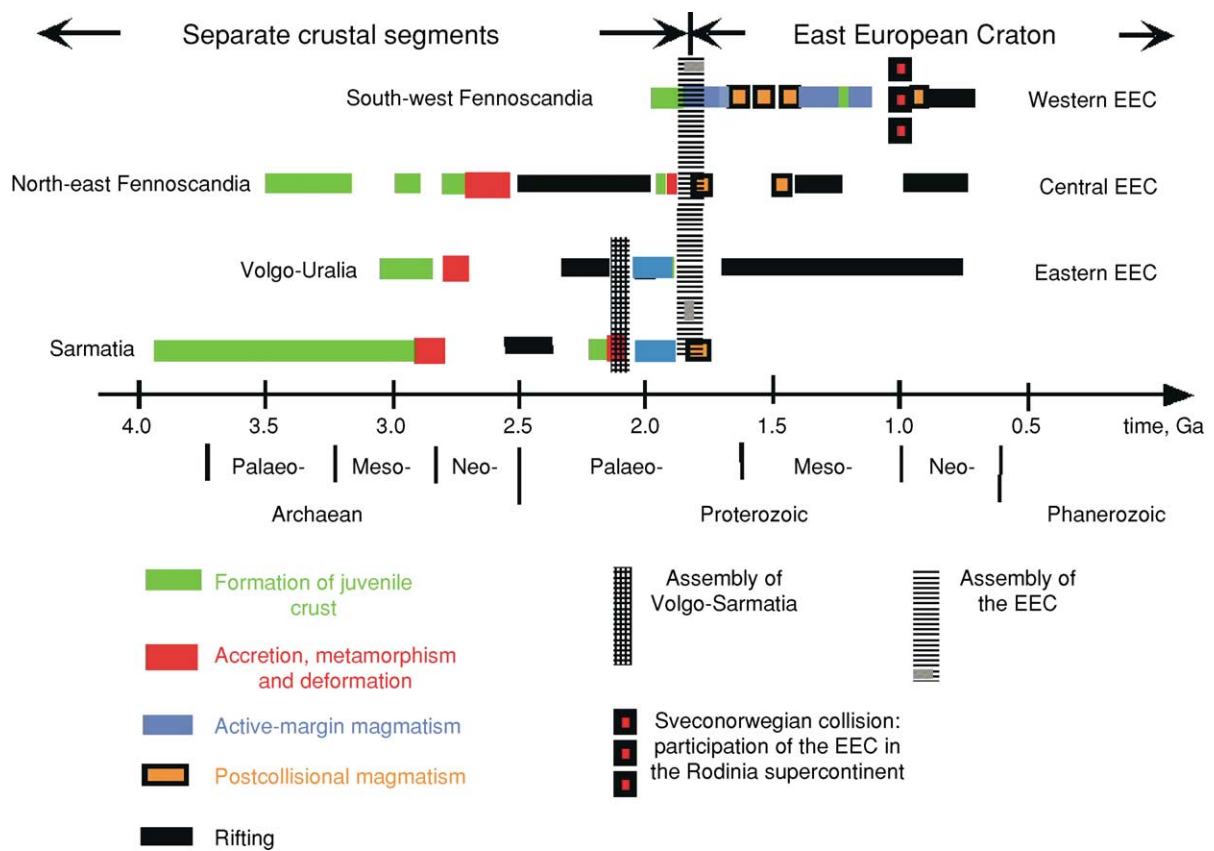 Separate crustal segments
East European Craton
South-west Fennoscandia
Western EEC
North-east Fennoscandia
Central EEC
Volgo-Uralia
Eastern EEC
Sarmatia
4.0 3.5 3.0 2.5 2.0 1.5 1.0 0.5 time, Ga
Palaeo- Meso- Neo- Palaeo- Meso- Neo-
Archaean Proterozoic Phanerozoic
Formation of juvenile
crust
Accretion, metamorphism
and deformation
Active-margin magmatism
Postcollisional magmatism
Rifting
Assembly of
Volgo-Sarmatia
Sveconorwegian collision:
participation of the EEC in
the Rodinia supercontinent
Assembly of
the EEC